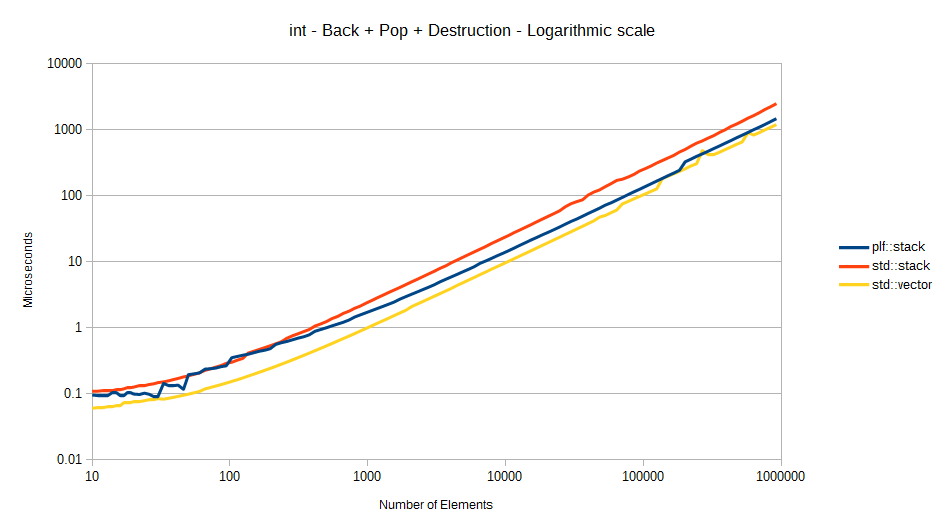 int - Back + Pop + Destruction - Logarithmic scale
10000
1000
100
10
1
0.1
0.01
Microseconds
10 100 1000 10000 100000 1000000
Number of Elements
plf::stack
std::stack
std::vector